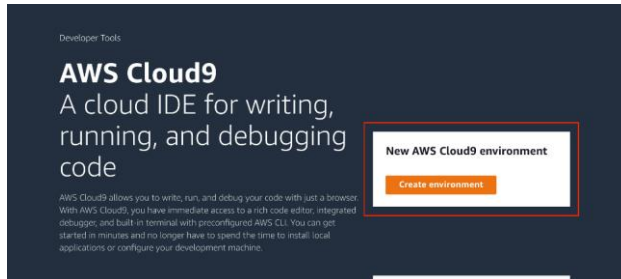 Developer Tools
AWS Cloud9
A cloud IDE for writing,
running, and debugging
code
AWS Cloud9 allows you to write, run, and debug your code with just a browser.
With AWS Cloud9, you have immediate access to a rich code editor, integrated
debugger, and built-in terminal with preconfigured AWS CLI. You can get
started in minutes and no longer have to spend the time to install local
applications or configure your development machine.
New AWS Cloud9 environment
Create environment